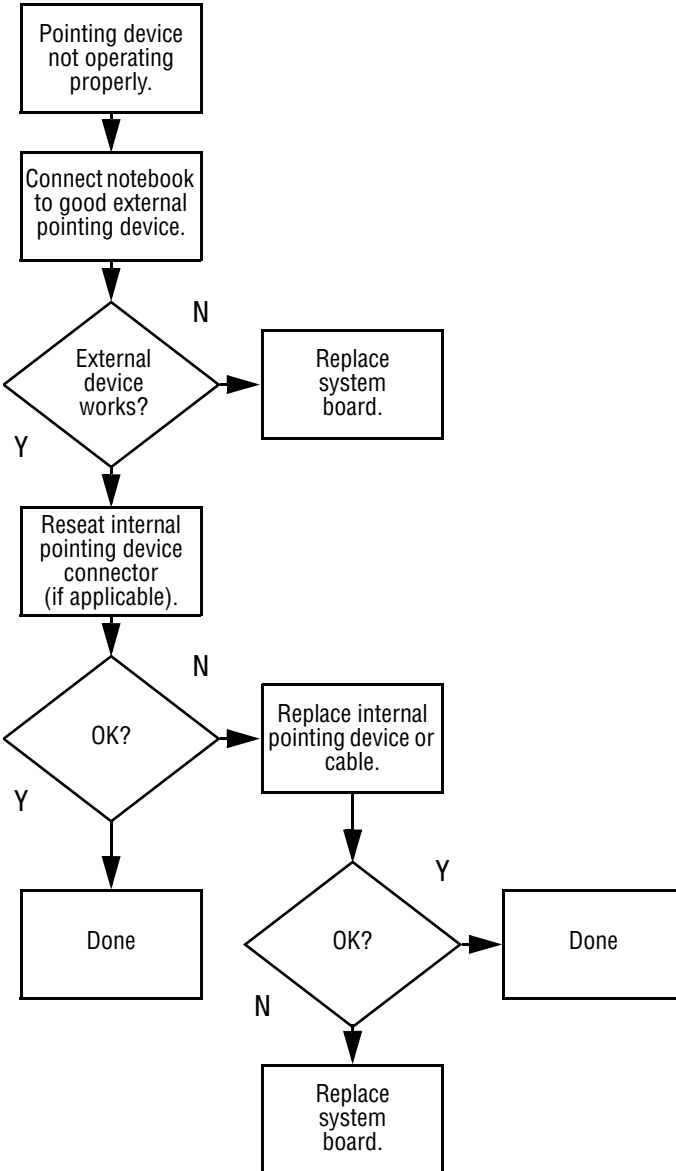 Pointing device
not operating
properly.
Connect notebook
to good external
pointing device.
N
External
device
works?
Replace
system
board.
Y
Reseat internal
pointing device
connector
(if applicable).
N
OK?
Replace internal
pointing device or
cable.
Y
Y
Done
OK?
Done
N
Replace
system
board.